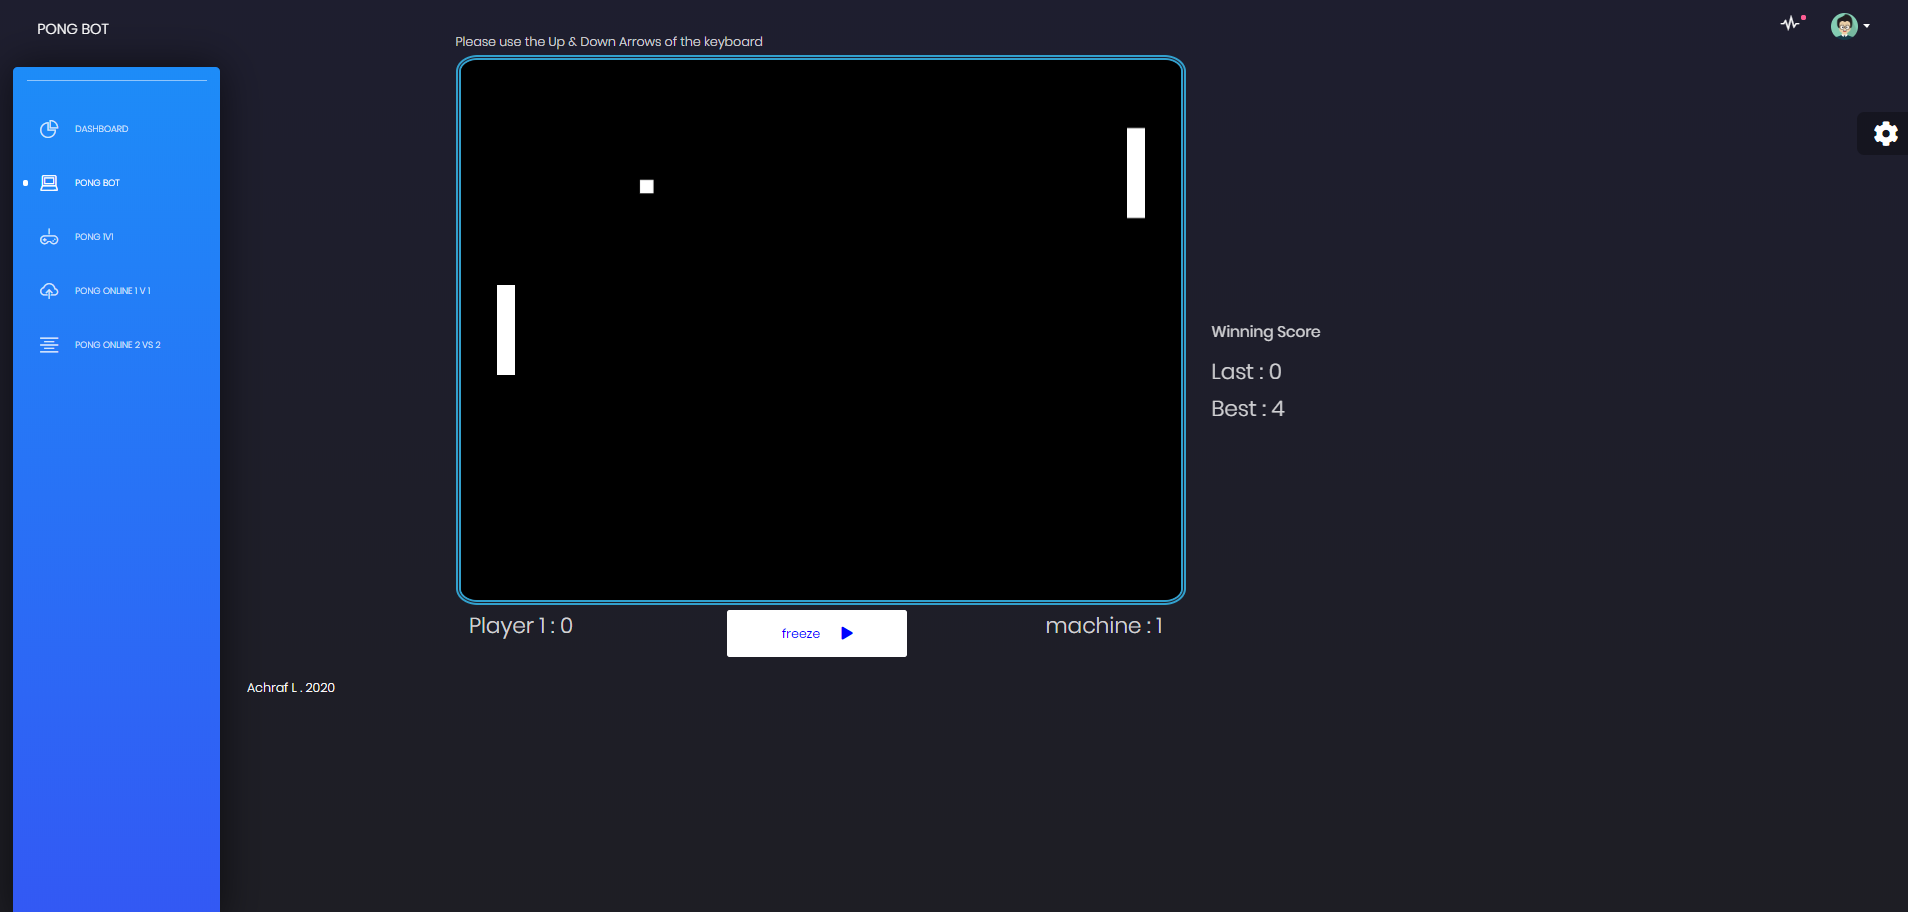 PONG BOT
Please use the Up & Down Arrows of the keyboard
DASHBOARD
PONG BOT
PONG 1V1
PONG ONLINE 1 V 1
PONG ONLINE 2 VS 2
Winning Score
Last : 0
Best : 4
Player 1 : 0
freeze
machine : 1
Achraf L . 2020